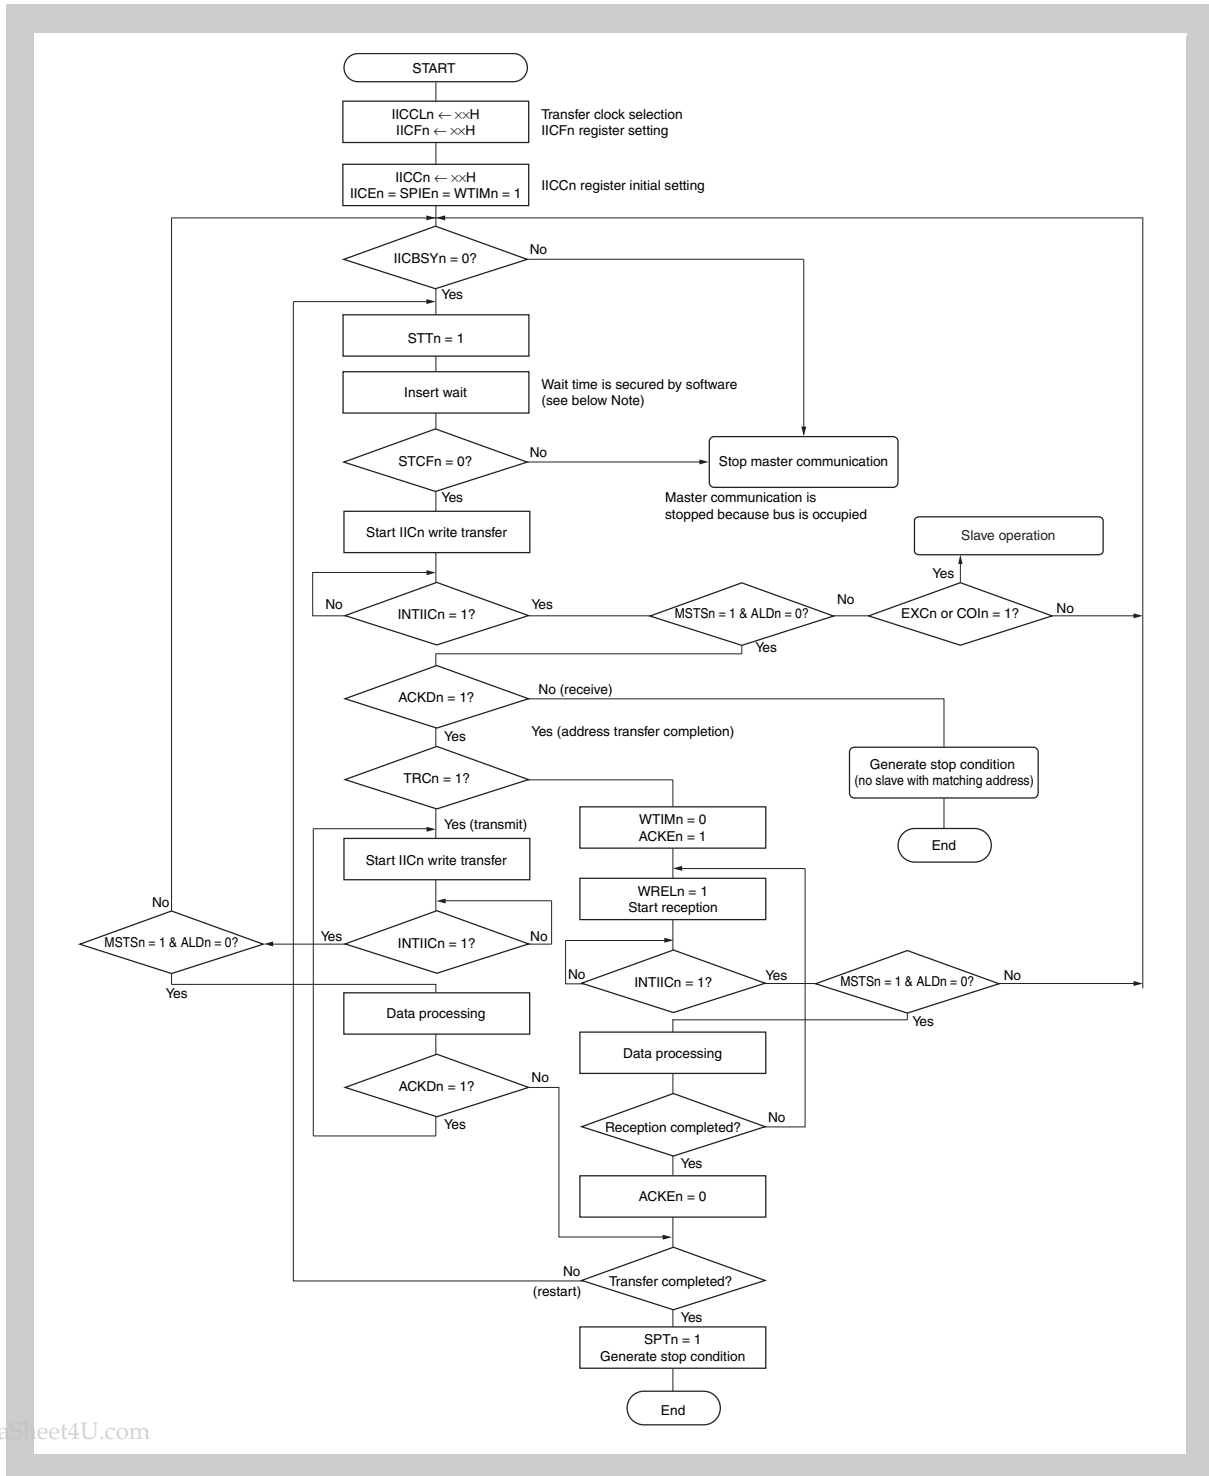 START
IICCLn ← ××H
IICFn ← ××H
Transfer clock selection
IICFn register setting
IICCn ← ××H
IICEn = SPIEn = WTIMn = 1
IICCn register initial setting
IICBSYn = 0?
No
Yes
STTn = 1
Insert wait
Wait time is secured by software
(see below Note)
STCFn = 0?
No
Stop master communication
Yes
Master communication is
stopped because bus is occupied
Start IICn write transfer
Slave operation
Yes
No
INTIICn = 1?
Yes
MSTSn = 1 & ALDn = 0?
No
EXCn or COIn = 1?
No
Yes
ACKDn = 1?
No (receive)
Yes
Yes (address transfer completion)
TRCn = 1?
Generate stop condition
(no slave with matching address)
WTIMn = 0
ACKEn = 1
Yes (transmit)
End
Start IICn write transfer
WRELn = 1
Start reception
No
MSTSn = 1 & ALDn = 0?
Yes
INTIICn = 1?
No
No
INTIICn = 1?
Yes
MSTSn = 1 & ALDn = 0?
No
Yes
Data processing
Yes
Data processing
ACKDn = 1?
No
Yes
Reception completed?
No
Yes
ACKEn = 0
No
(restart)
Transfer completed?
Yes
SPTn = 1
Generate stop condition
End
aSheet4U.com